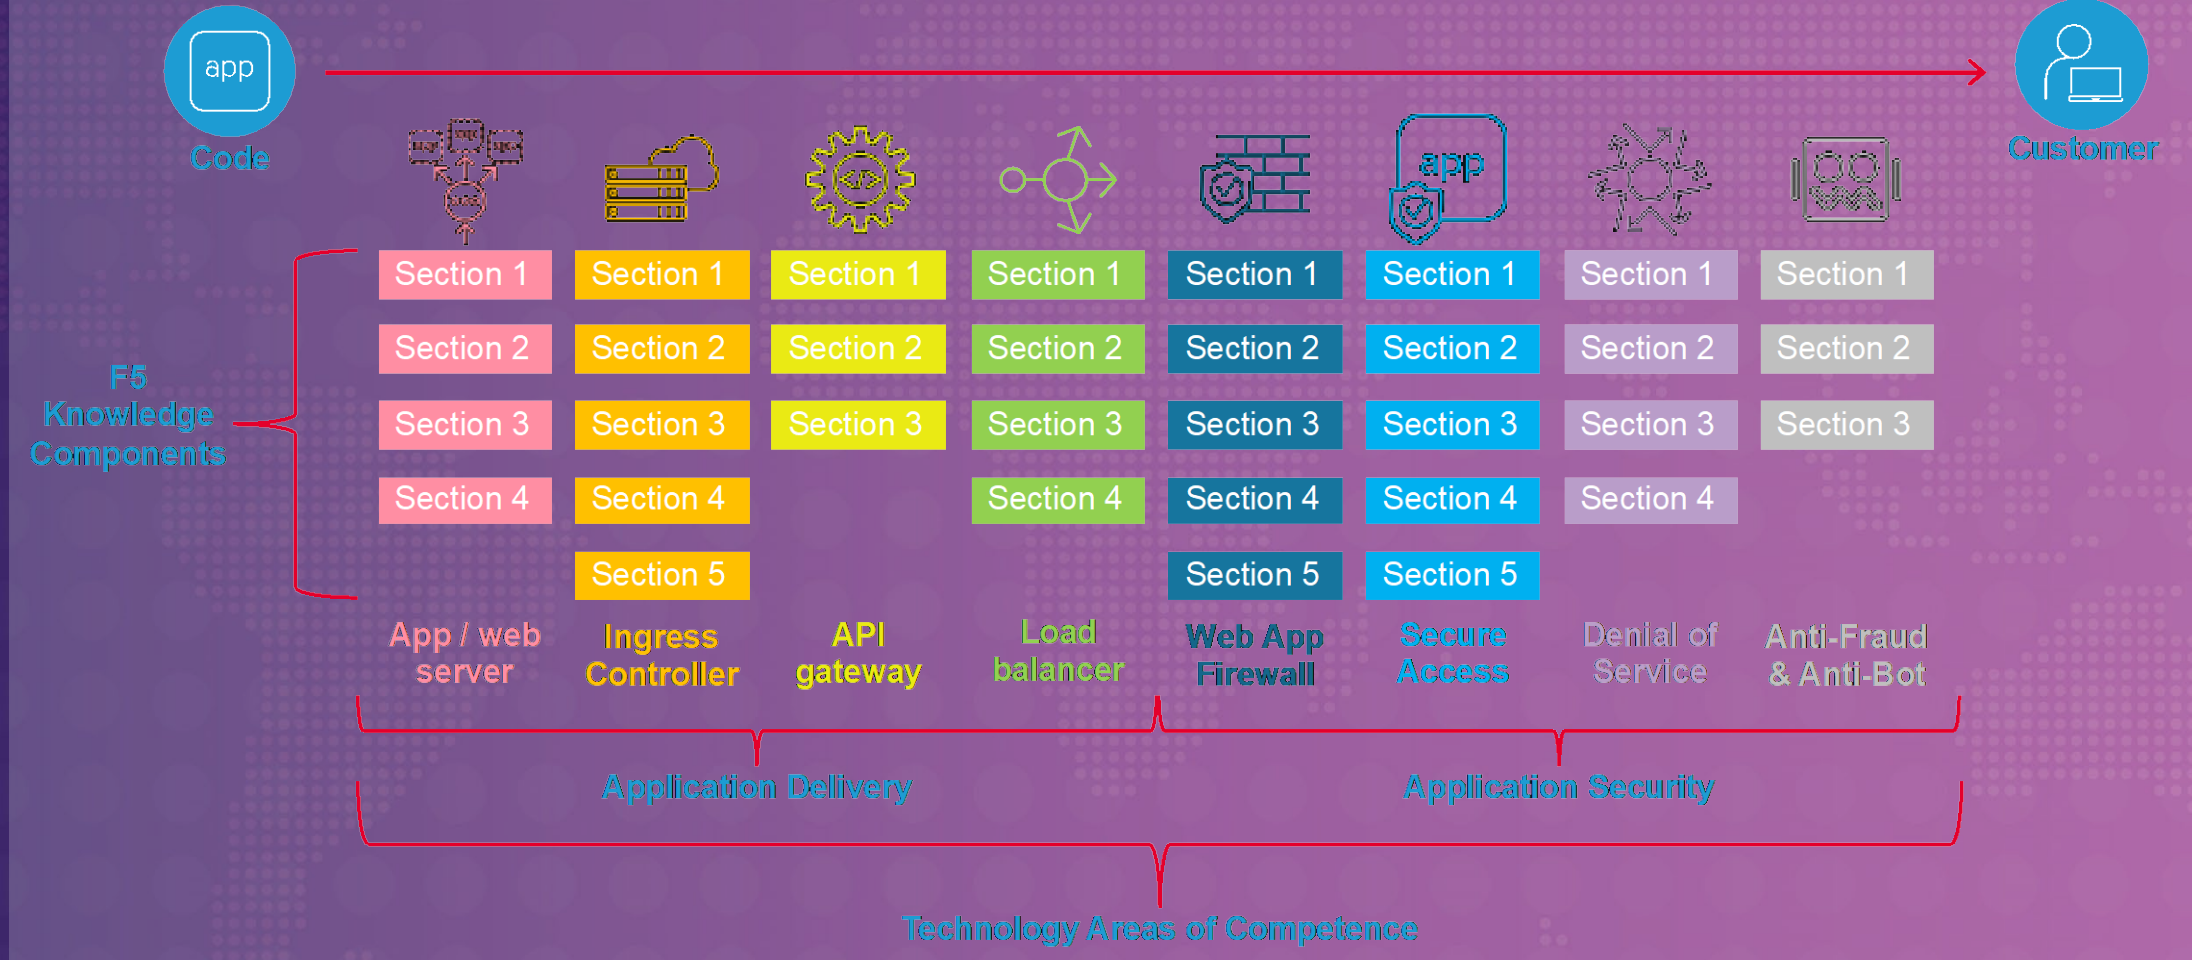 app
Code
Customer
app
Section 1 Section 1 Section 1 Section 1 Section 1 Section 1 Section 1 Section 1
Section 2 Section 2 Section 2 Section 2 Section 2 Section 2 Section 2 Section 2
Section 3 Section 3 Section 3 Section 3 Section 3 Section 3 Section 3 Section 3
Section 4 Section 4 Section 4 Section 4 Section 4 Section 4 Section 4
Section 5 Section 5 Section 5
F5
Knowledge
Components
App / web
server
Ingress
Controller
API
gateway
Load
balancer
Web App
Firewall
Secure
Access
Denial of
Service
Anti-Fraud
& Anti-Bot
Application Delivery
Application Security
Technology Areas of Competence